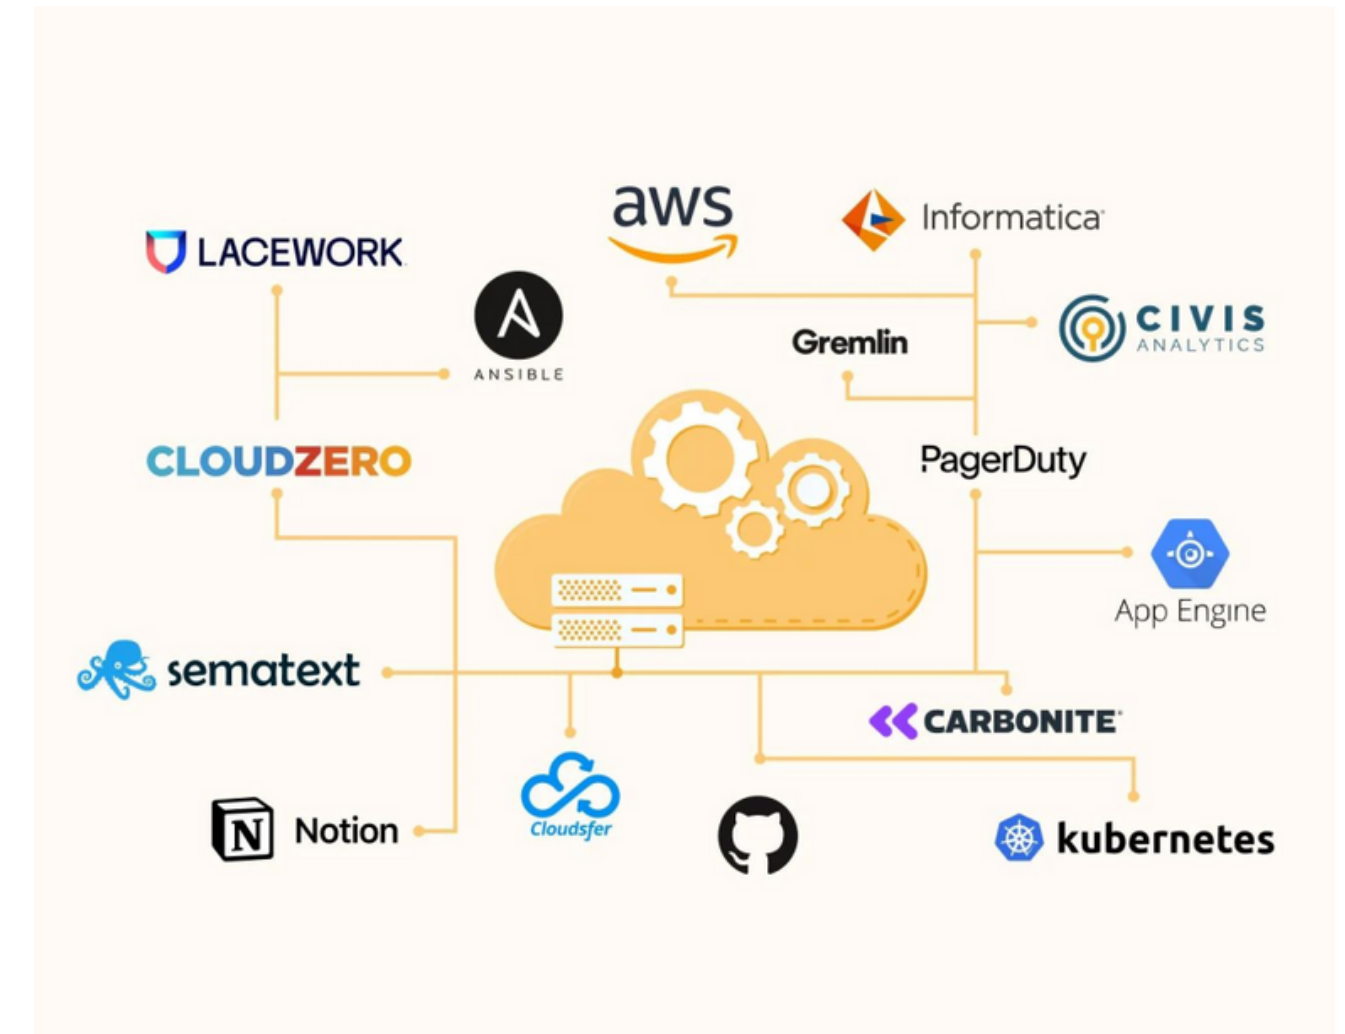 aws
Informatica
LACEWORK
CIVIS
ANALYTICS
Gremlin
ANSIBLE
CLOUDZERO
PagerDuty
App Engine
sematext
CARBONITE
Cloudsfer
N Notion
kubernetes